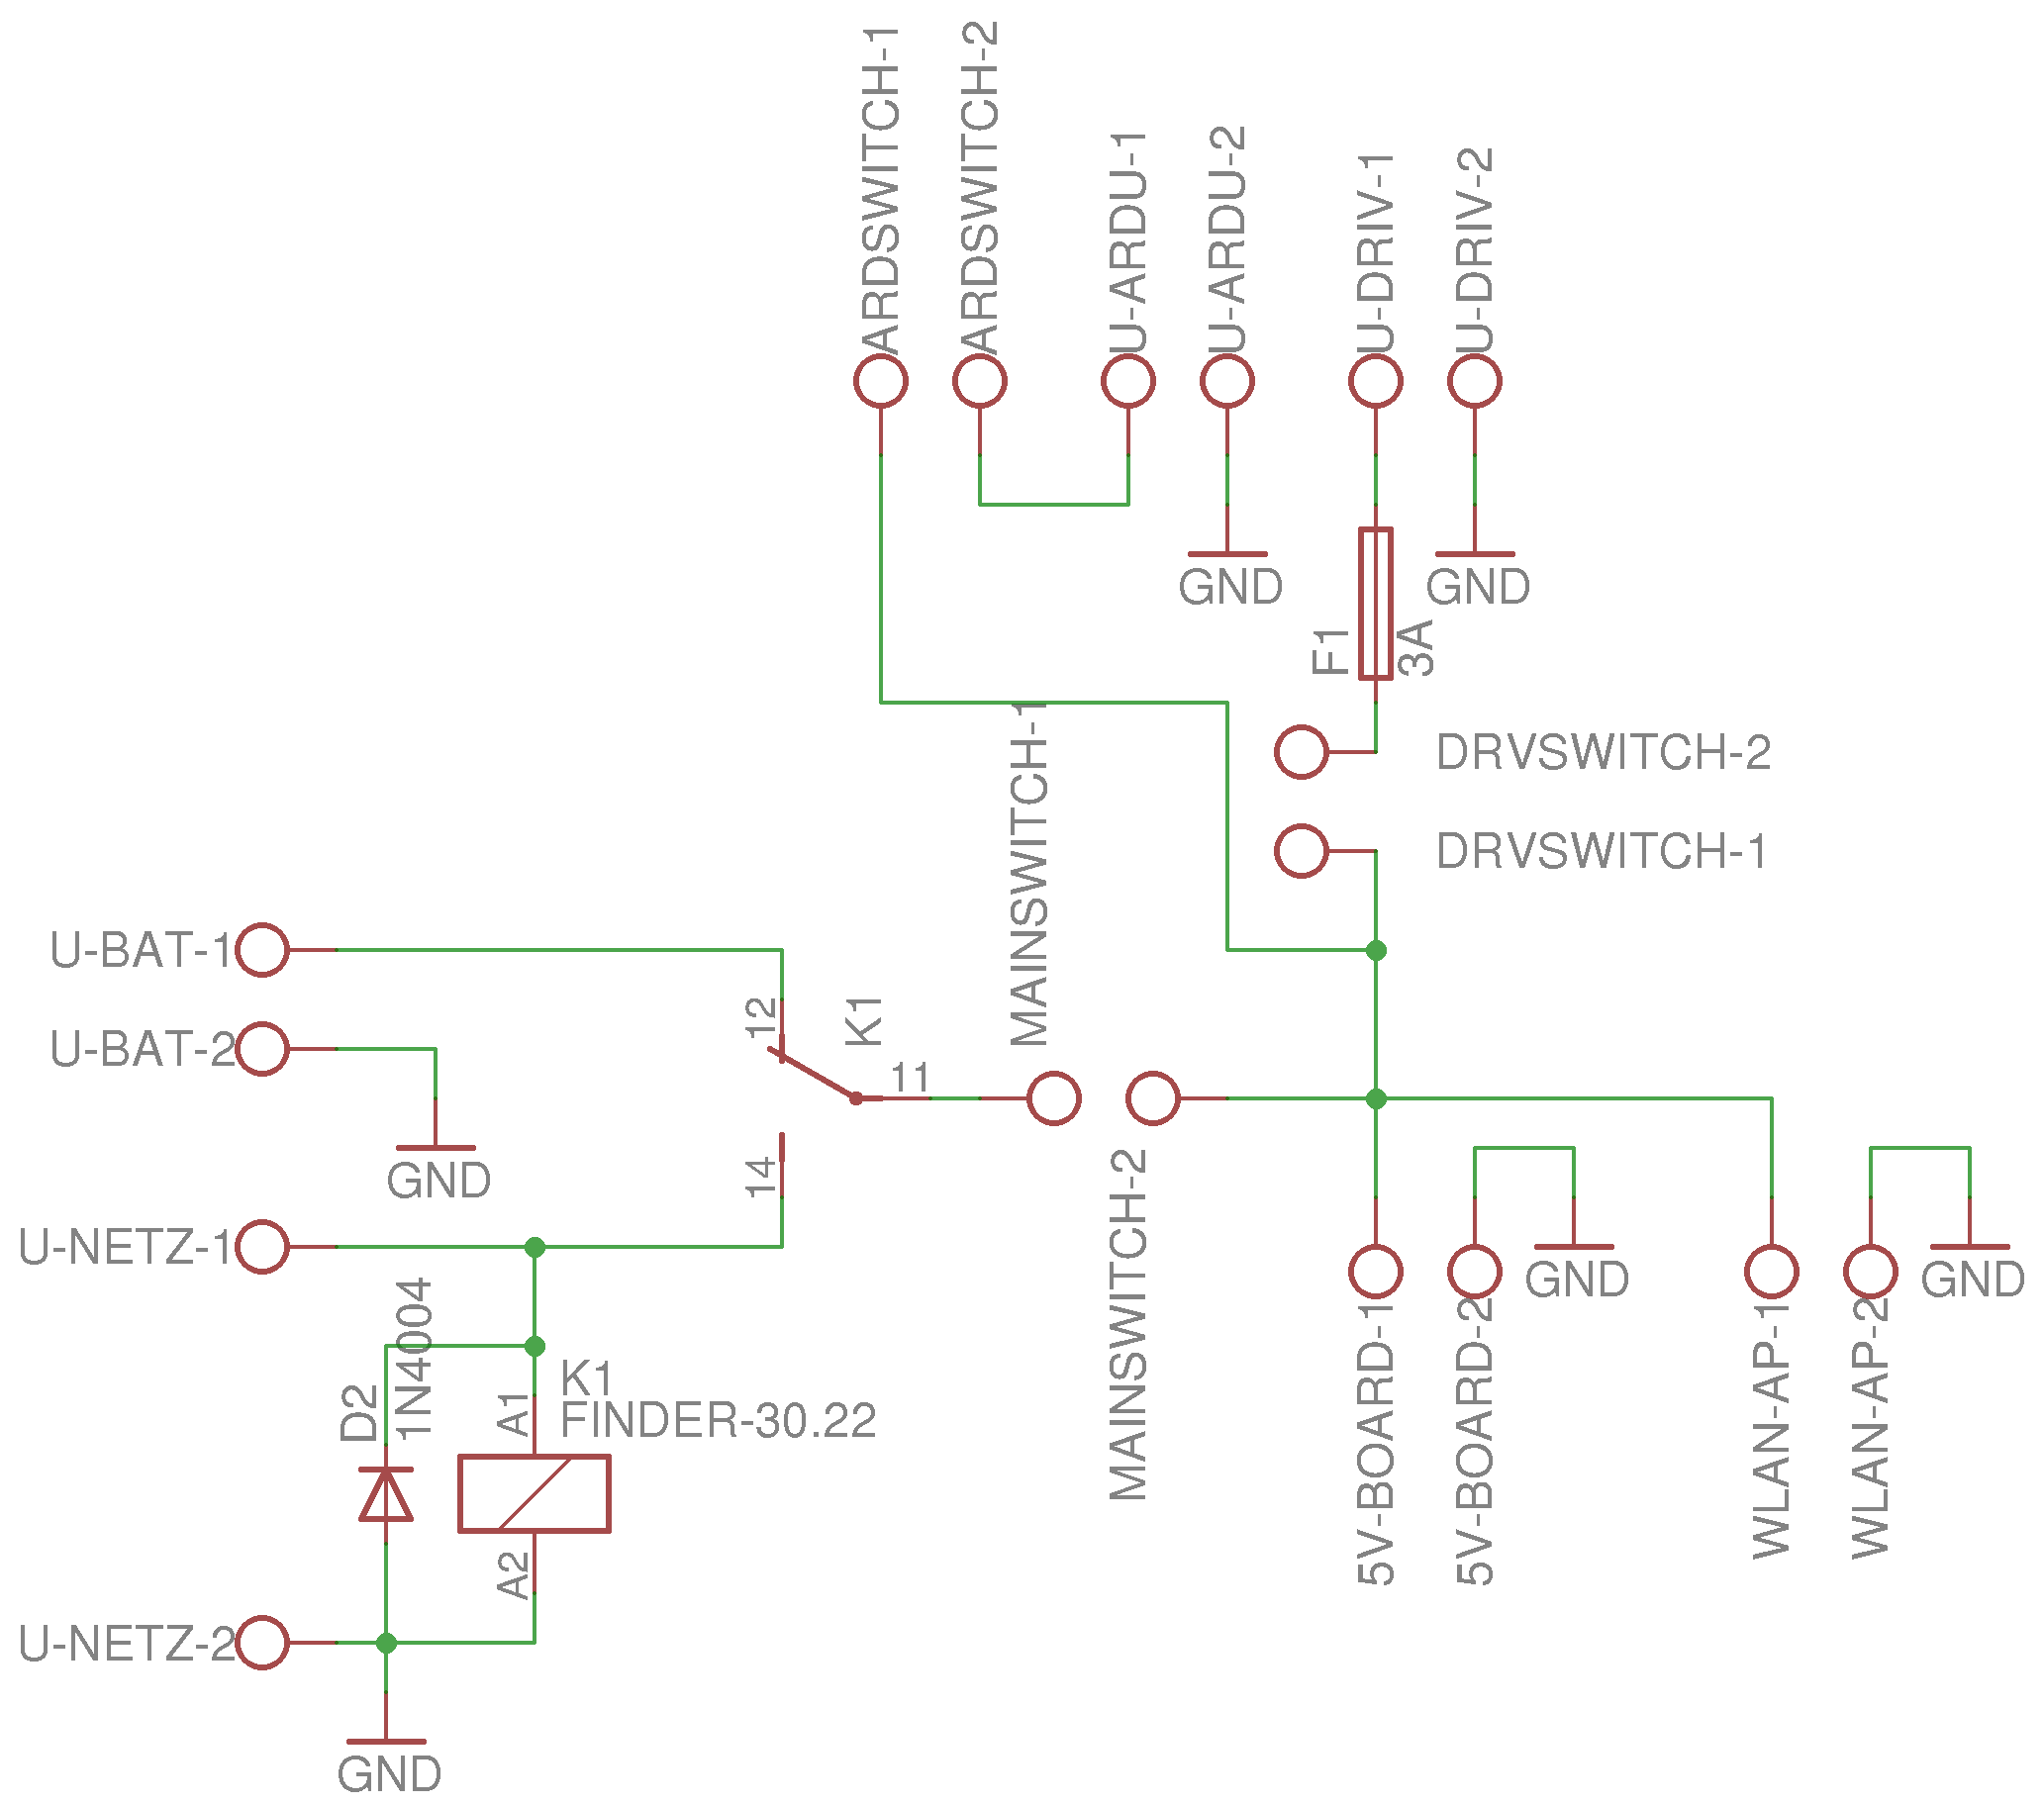 ARDSWITCH-1
ARDSWITCH-2
U-ARDU-1
U-ARDU-2
U-DRIV-1
U-DRIV-2
GND
GND
F1
3A
MAINSWITCH-1
DRVSWITCH-2
DRVSWITCH-1
U-BAT-1
U-BAT-2
12
K1
11
14
GND
U-NETZ-1
MAINSWITCH-2
GND
GND
5V-BOARD-1
5V-BOARD-2
WLAN-AP-1
WLAN-AP-2
D2
1N4004
A1
K1
FINDER-30.22
A2
U-NETZ-2
GND